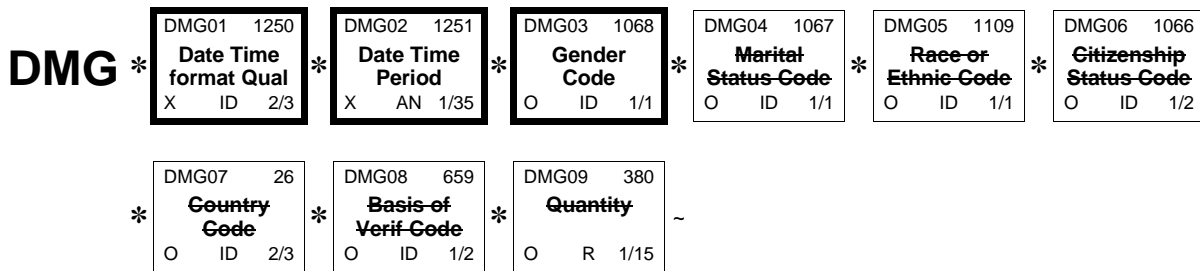 DMG * DMG01 1250 * DMG02 1251 * DMG03 1068 * DMG04 1067 * DMG05 1109 * DMG06 1066
Date Time Date Time Gender Marital Race or Citizenship
format Qual Period Code Status Code Ethnic Code Status Code
X ID 2/3 X AN 1/35 O ID 1/1 O ID 1/1 O ID 1/1 O ID 1/2
* DMG07 26 * DMG08 659 * DMG09 380 ~
Country Basis of Quantity
Code Verif Code
O ID 2/3 O ID 1/2 O R 1/15